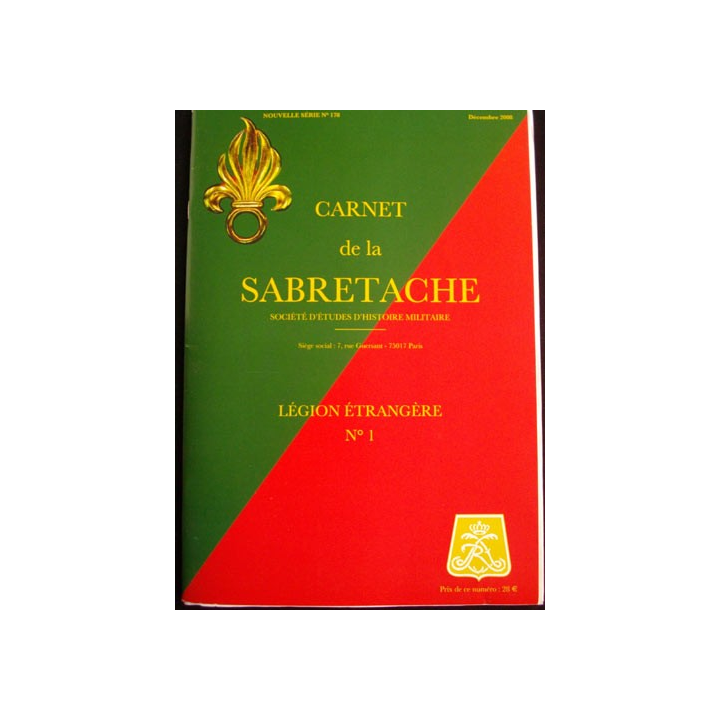 NOUVELLE SÉRIE N° 178
Décembre 2008
CARNET
de la
SABRETACHE
SOCIÉTÉ D'ÉTUDES D'HISTOIRE MILITAIRE
Siège social : 7, rue Guersant - 75017 Paris
LÉGION ÉTRANGÈRE
N° 1
Prix de ce numéro : 20 €